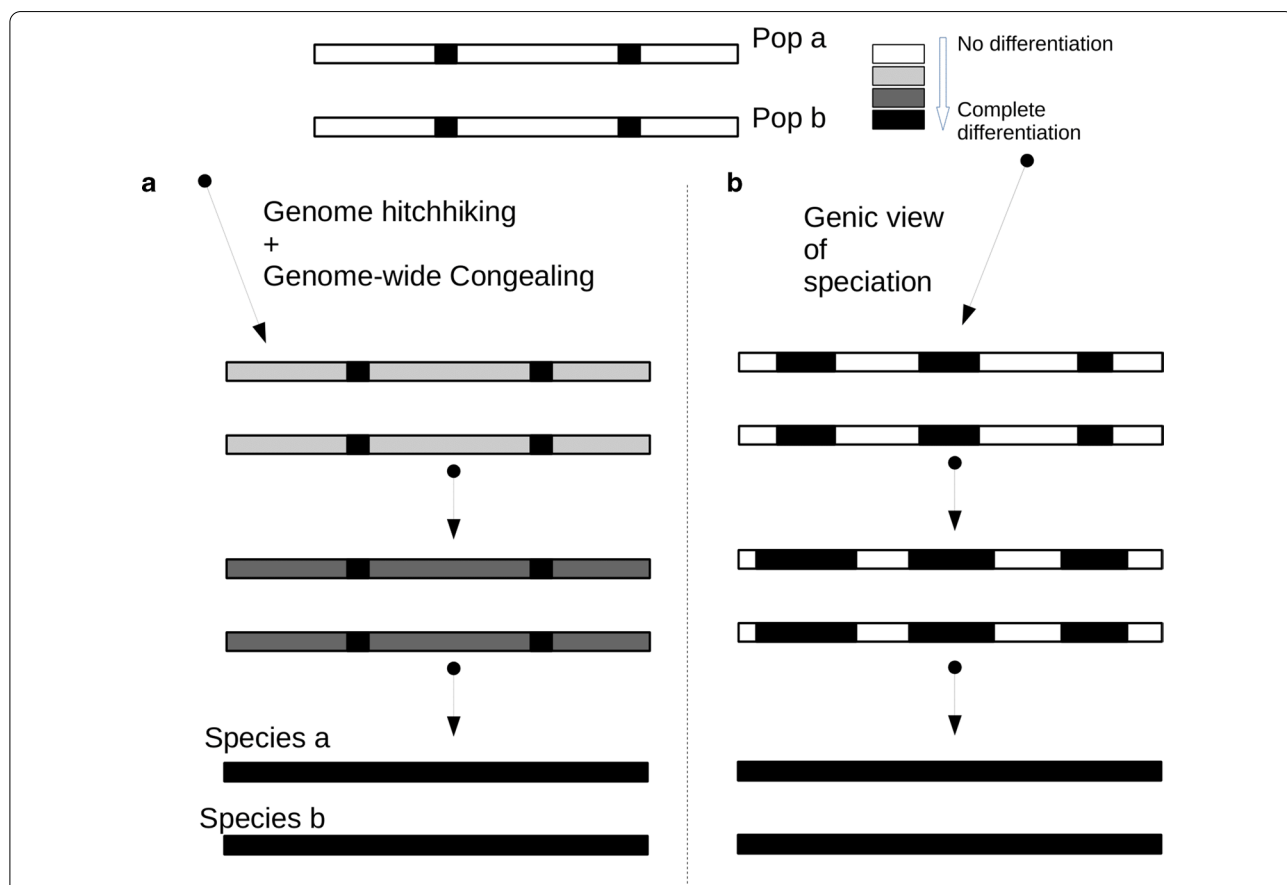 Pop a
Pop b
No differentiation
Complete
differentiation
a
Genome hitchhiking
+
Genome-wide Congealing
b
Genic view
of
speciation
Species a
Species b